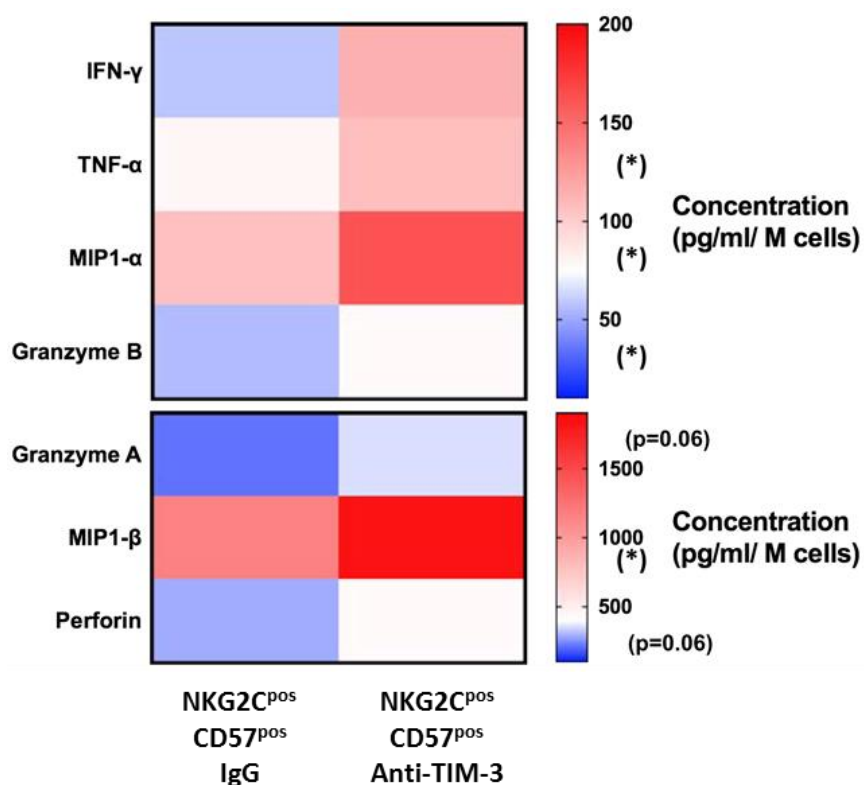 IFN-γ
TNF-α
MIP1-α
Granzyme B
200
150
(*)
100
(*)
50
(*)
Concentration
(pg/ml/ M cells)
Granzyme A
MIP1-β
Perforin
(p=0.06)
1500
1000
(*)
500
(p=0.06)
Concentration
(pg/ml/ M cells)
NKG2Cᵖᵒˢ
CD57ᵖᵒˢ
IgG
NKG2Cᵖᵒˢ
CD57ᵖᵒˢ
Anti-TIM-3